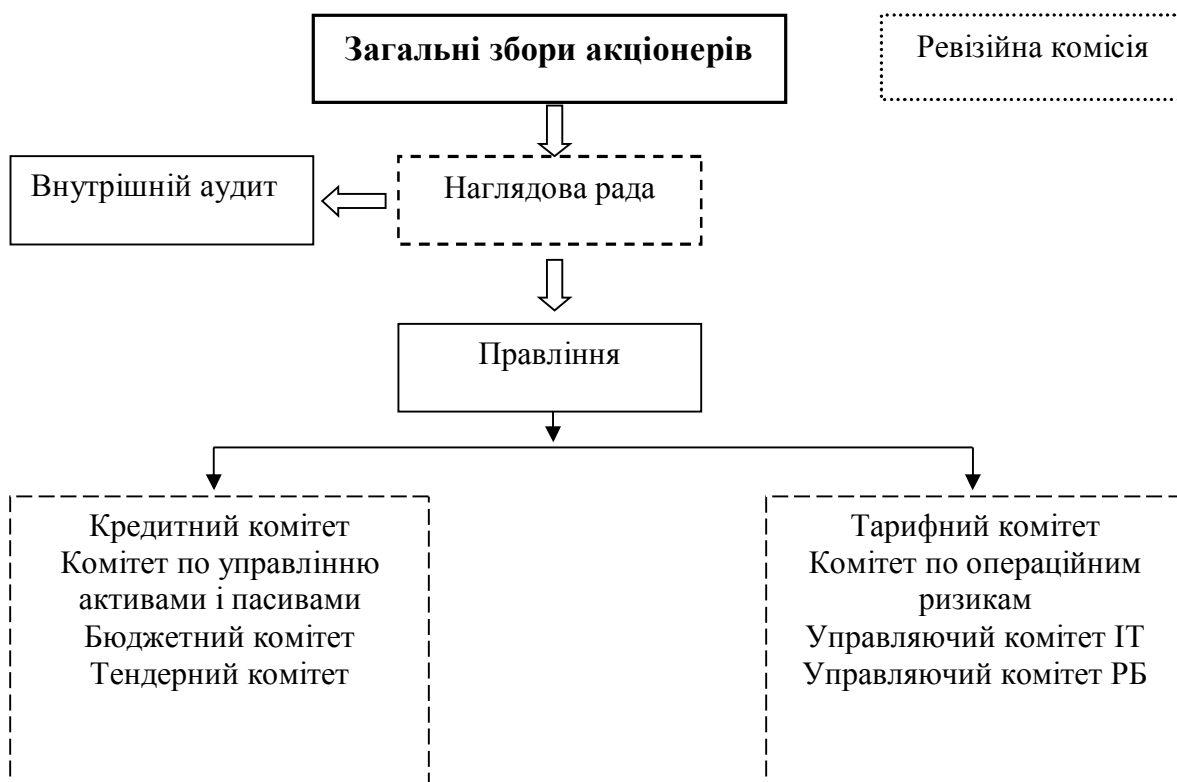 Загальні збори акціонерів
Ревізійна комісія
Внутрішній аудит
Наглядова рада
Правління
Кредитний комітет
Комітет по управлінню
активами і пасивами
Бюджетний комітет
Тендерний комітет
Тарифний комітет
Комітет по операційним
ризикам
Управляючий комітет ІТ
Управляючий комітет РБ